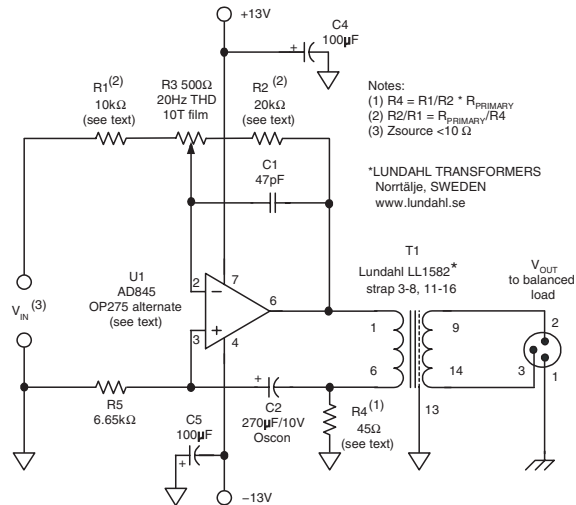 +13V
C4
100µF
+
R1(2)
10kΩ
(see text)
R3 500Ω
20Hz THD
10T film
R2(2)
20kΩ
(see text)
Notes:
(1) R4 = R1/R2 * RPRIMARY
(2) R2/R1 = RPRIMARY/R4
(3) Zsource <10 Ω
*LUNDAHL TRANSFORMERS
Norrtälje, SWEDEN
www.lundahl.se
C1
47pF
U1
AD845
OP275 alternate
(see text)
2
−
7
6
+
3
4
T1
Lundahl LL1582*
strap 3-8, 11-16
VOUT
to balanced
load
VIN(3)
1
9
2
6
14
3
1
13
R5
6.65kΩ
+
C2
270µF/10V
Oscon
R4(1)
45Ω
(see text)
C5
100µF
+
−13V